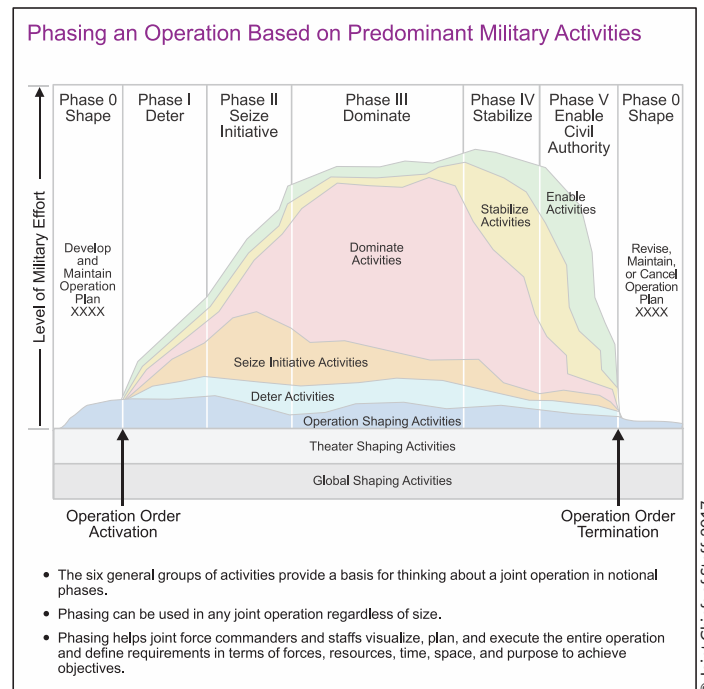 Phasing an Operation Based on Predominant Military Activities
Phase 0
Shape
Phase I
Deter
Phase II
Seize
Initiative
Phase III
Dominate
Phase IV
Stabilize
Phase V
Enable
Civil
Authority
Phase 0
Shape
Level of Military Effort
Develop
and
Maintain
Operation
Plan
XXXX
Dominate
Activities
Stabilize
Activities
Enable
Activities
Revise,
Maintain,
or Cancel
Operation
Plan
XXXX
Seize Initiative Activities
Deter Activities
Operation Shaping Activities
Theater Shaping Activities
Global Shaping Activities
Operation Order
Activation
Operation Order
Termination
• The six general groups of activities provide a basis for thinking about a joint operation in notional
phases.
• Phasing can be used in any joint operation regardless of size.
• Phasing helps joint force commanders and staffs visualize, plan, and execute the entire operation
and define requirements in terms of forces, resources, time, space, and purpose to achieve
objectives.